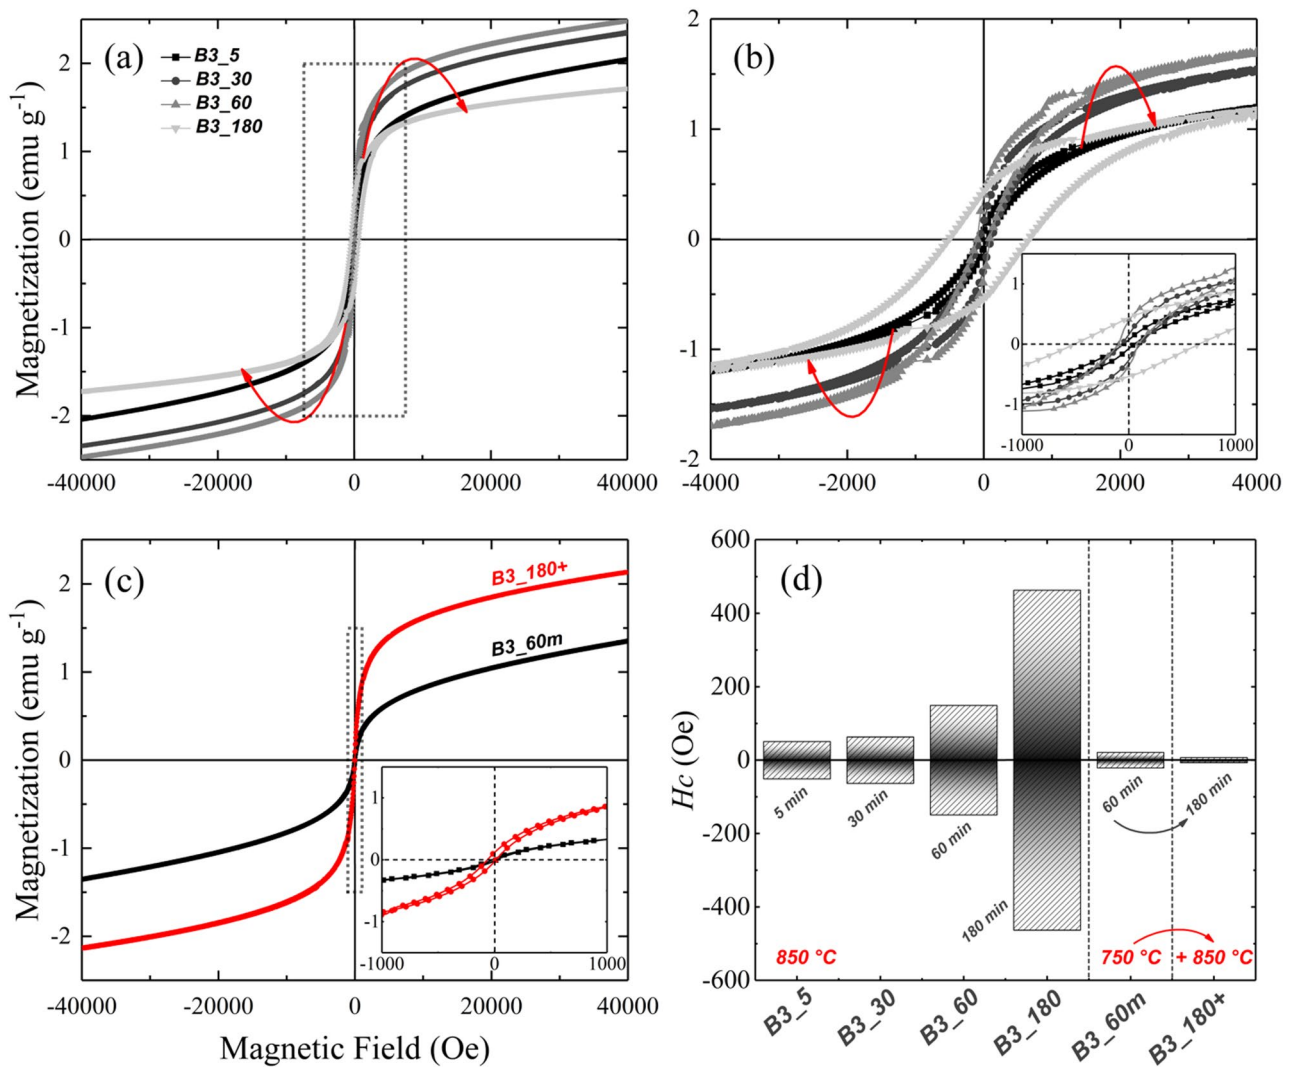 (a)
B3_5
B3_30
B3_60
B3_180
Magnetization (emu g⁻¹)
2
1
0
-1
-2
-40000
-20000
0
20000
40000
(b)
2
1
0
-1
-2
-4000
-2000
0
2000
4000
1
0
-1
-1000
0
1000
(c)
B3_180+
B3_60m
Magnetization (emu g⁻¹)
2
1
0
-1
-2
1
0
-1
-1000
0
1000
-40000
-20000
0
20000
40000
Magnetic Field (Oe)
(d)
Hc (Oe)
600
400
200
0
-200
-400
-600
5 min
30 min
60 min
180 min
60 min
180 min
850 °C
750 °C
+ 850 °C
B3_5
B3_30
B3_60
B3_180
B3_60m
B3_180+